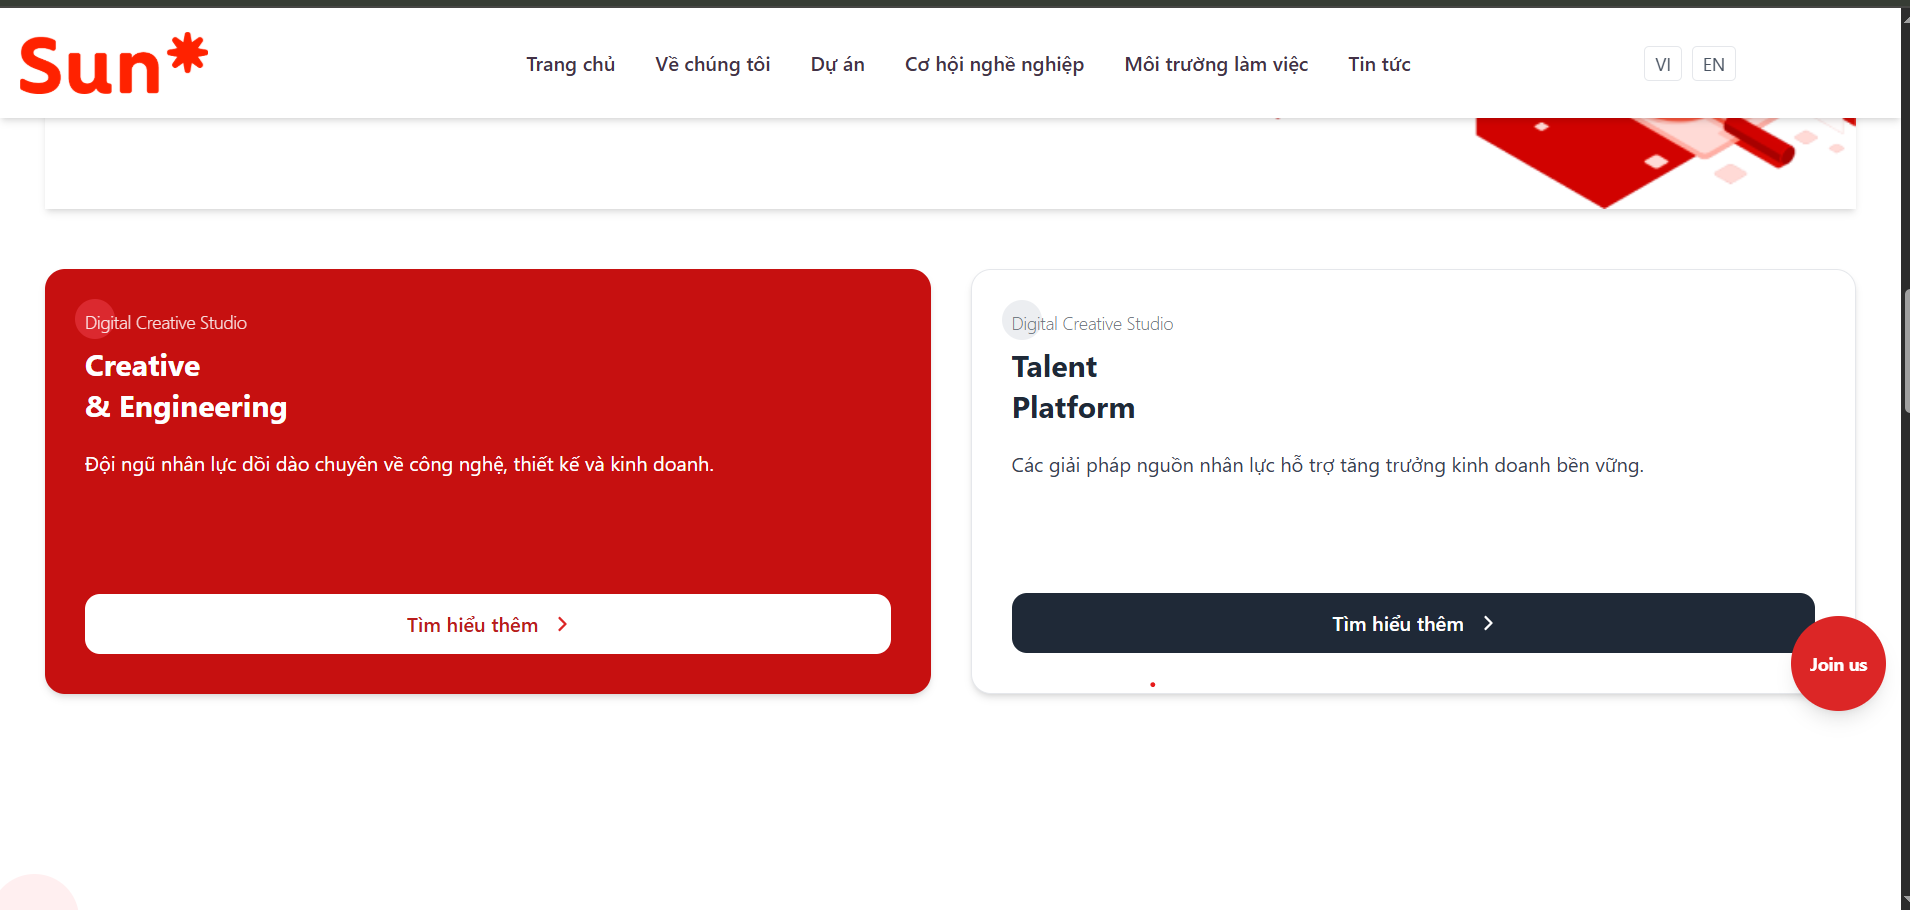 Sun*
Trang chủ
Về chúng tôi
Dự án
Cơ hội nghề nghiệp
Môi trường làm việc
Tin tức
VI
EN
Digital Creative Studio
Creative
& Engineering
Đội ngũ nhân lực dồi dào chuyên về công nghệ, thiết kế và kinh doanh.
Tìm hiểu thêm
Digital Creative Studio
Talent
Platform
Các giải pháp nguồn nhân lực hỗ trợ tăng trưởng kinh doanh bền vững.
Tìm hiểu thêm
Join us